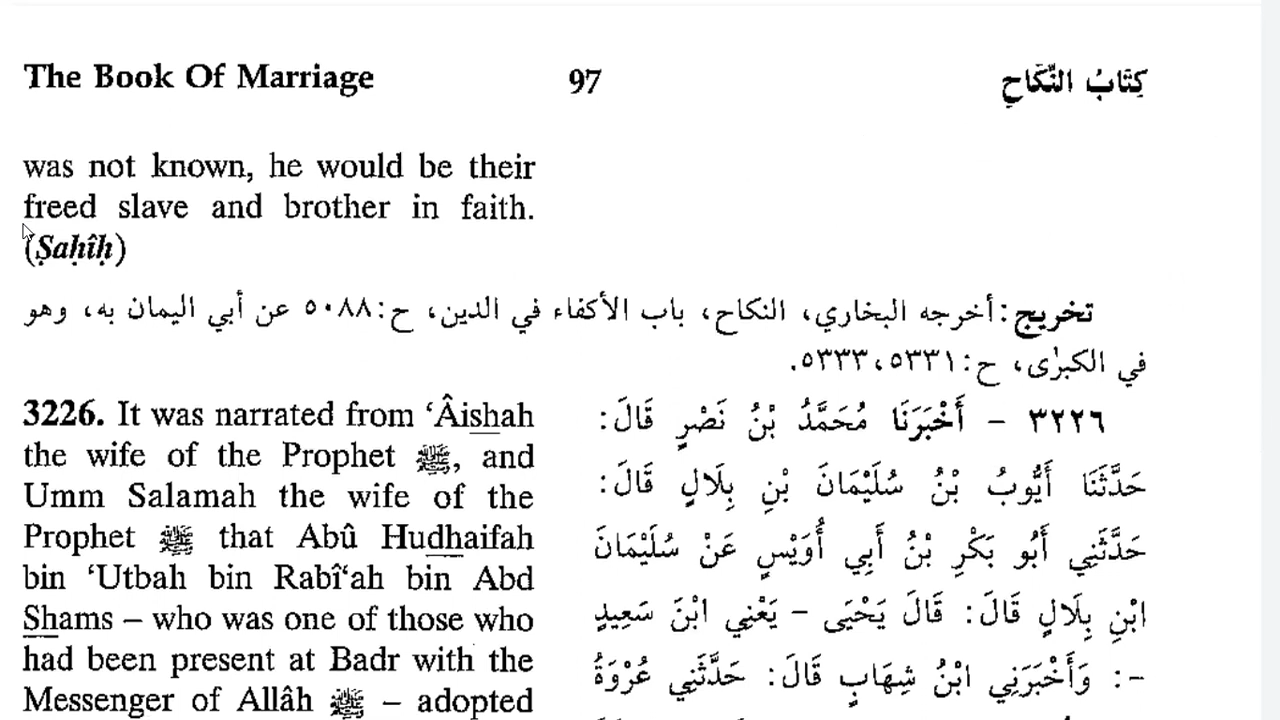 The Book Of Marriage 97 كِتَابُ النِّكَاحِ
was not known, he would be their
freed slave and brother in faith.
(Ṣaḥîḥ)
تخريج: أخرجه البخاري، النكاح، باب الأكفاء في الدين، ح:٥٠٨٨ عن أبي اليمان به، وهو
في الكبرٰى، ح:٥٣٣١، ٥٣٣٣.
3226. It was narrated from ‘Âishah
the wife of the Prophet ﷺ, and
Umm Salamah the wife of the
Prophet ﷺ that Abû Hudhaifah
bin ‘Utbah bin Rabî‘ah bin Abd
Shams – who was one of those who
had been present at Badr with the
Messenger of Allâh ﷺ – adopted
٣٢٢٦ - أَخْبَرَنَا مُحَمَّدُ بْنُ نَصْرٍ قَالَ:
حَدَّثَنَا أَيُّوبُ بْنُ سُلَيْمَانَ بْنِ بِلَالٍ قَالَ:
حَدَّثَنِي أَبُو بَكْرِ بْنُ أَبِي أُوَيْسٍ عَنْ سُلَيْمَانَ
ابْنِ بِلَالٍ قَالَ: قَالَ يَحْيَى - يَعْنِي ابْنَ سَعِيدٍ
-: وَأَخْبَرَنِي ابْنُ شِهَابٍ قَالَ: حَدَّثَنِي عُرْوَةُ